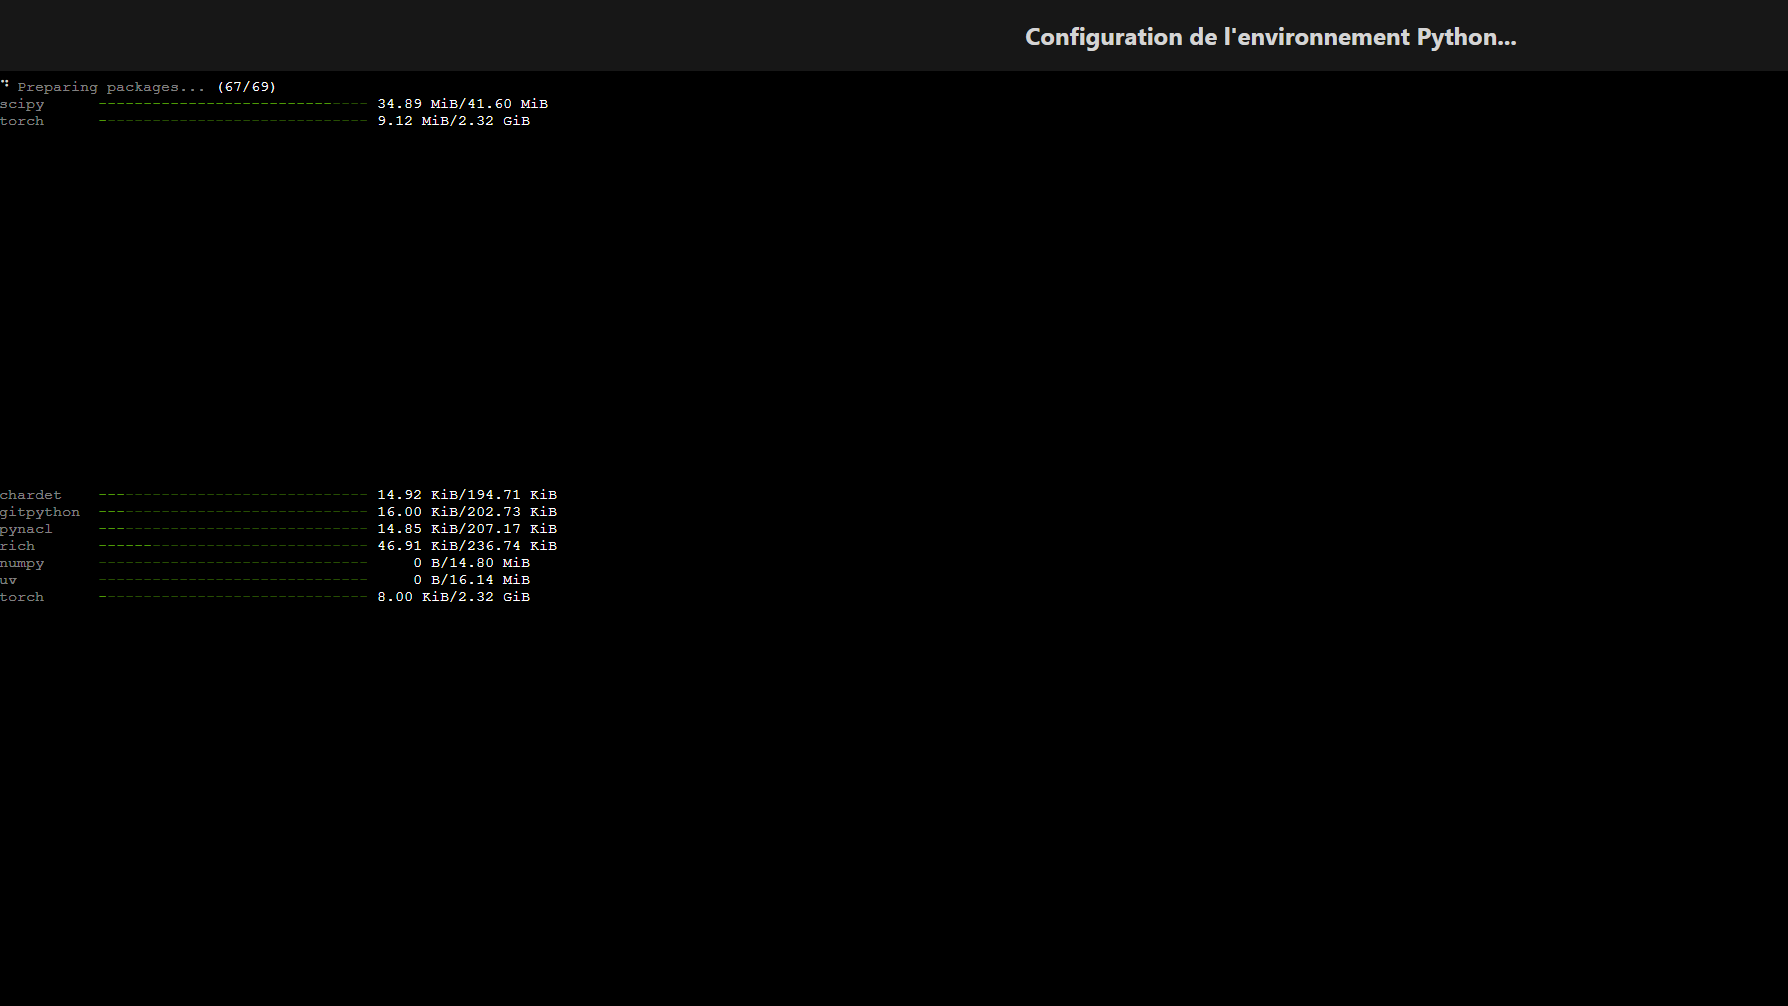 Configuration de l'environnement Python...
⠙ Preparing packages... (67/69)
scipy ------------------------------ 34.89 MiB/41.60 MiB
torch ------------------------------ 9.12 MiB/2.32 GiB
chardet ------------------------------ 14.92 KiB/194.71 KiB
gitpython ------------------------------ 16.00 KiB/202.73 KiB
pynacl ------------------------------ 14.85 KiB/207.17 KiB
rich ------------------------------ 46.91 KiB/236.74 KiB
numpy ------------------------------ 0 B/14.80 MiB
uv ------------------------------ 0 B/16.14 MiB
torch ------------------------------ 8.00 KiB/2.32 GiB